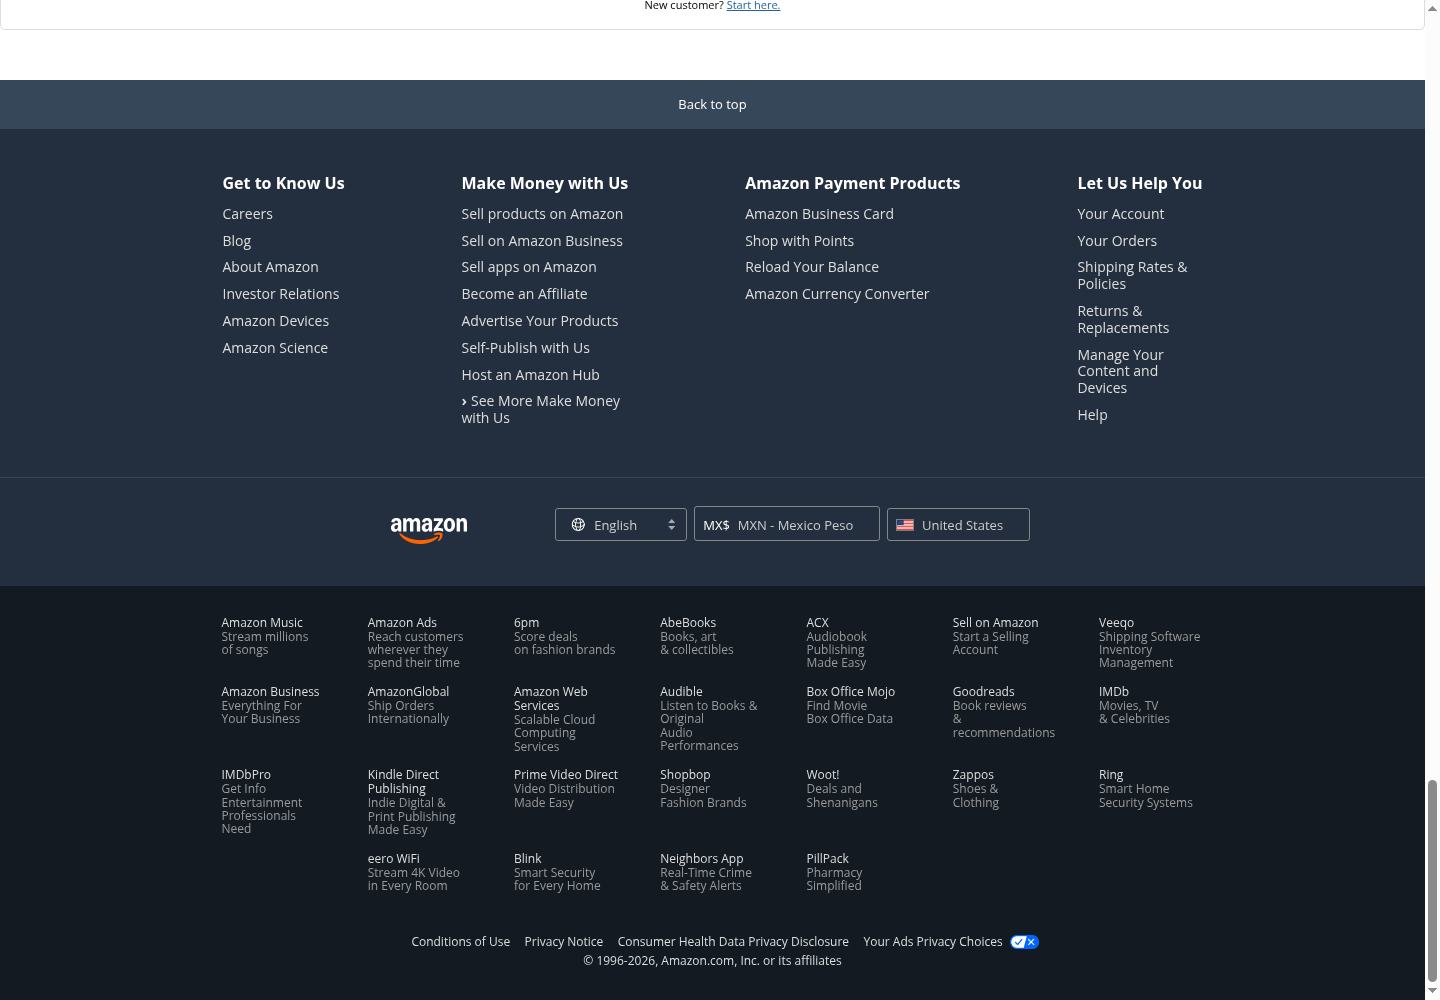 New customer? Start here.
Back to top
Get to Know Us
Careers
Blog
About Amazon
Investor Relations
Amazon Devices
Amazon Science
Make Money with Us
Sell products on Amazon
Sell on Amazon Business
Sell apps on Amazon
Become an Affiliate
Advertise Your Products
Self-Publish with Us
Host an Amazon Hub
› See More Make Money
with Us
Amazon Payment Products
Amazon Business Card
Shop with Points
Reload Your Balance
Amazon Currency Converter
Let Us Help You
Your Account
Your Orders
Shipping Rates &
Policies
Returns &
Replacements
Manage Your
Content and
Devices
Help
amazon
English
MX$ MXN - Mexico Peso
United States
Amazon Music
Stream millions
of songs
Amazon Ads
Reach customers
wherever they
spend their time
6pm
Score deals
on fashion brands
AbeBooks
Books, art
& collectibles
ACX
Audiobook
Publishing
Made Easy
Sell on Amazon
Start a Selling
Account
Veeqo
Shipping Software
Inventory
Management
Amazon Business
Everything For
Your Business
AmazonGlobal
Ship Orders
Internationally
Amazon Web
Services
Scalable Cloud
Computing
Services
Audible
Listen to Books &
Original
Audio
Performances
Box Office Mojo
Find Movie
Box Office Data
Goodreads
Book reviews
&
recommendations
IMDb
Movies, TV
& Celebrities
IMDbPro
Get Info
Entertainment
Professionals
Need
Kindle Direct
Publishing
Indie Digital &
Print Publishing
Made Easy
Prime Video Direct
Video Distribution
Made Easy
Shopbop
Designer
Fashion Brands
Woot!
Deals and
Shenanigans
Zappos
Shoes &
Clothing
Ring
Smart Home
Security Systems
eero WiFi
Stream 4K Video
in Every Room
Blink
Smart Security
for Every Home
Neighbors App
Real-Time Crime
& Safety Alerts
PillPack
Pharmacy
Simplified
Conditions of Use Privacy Notice Consumer Health Data Privacy Disclosure Your Ads Privacy Choices
© 1996-2026, Amazon.com, Inc. or its affiliates